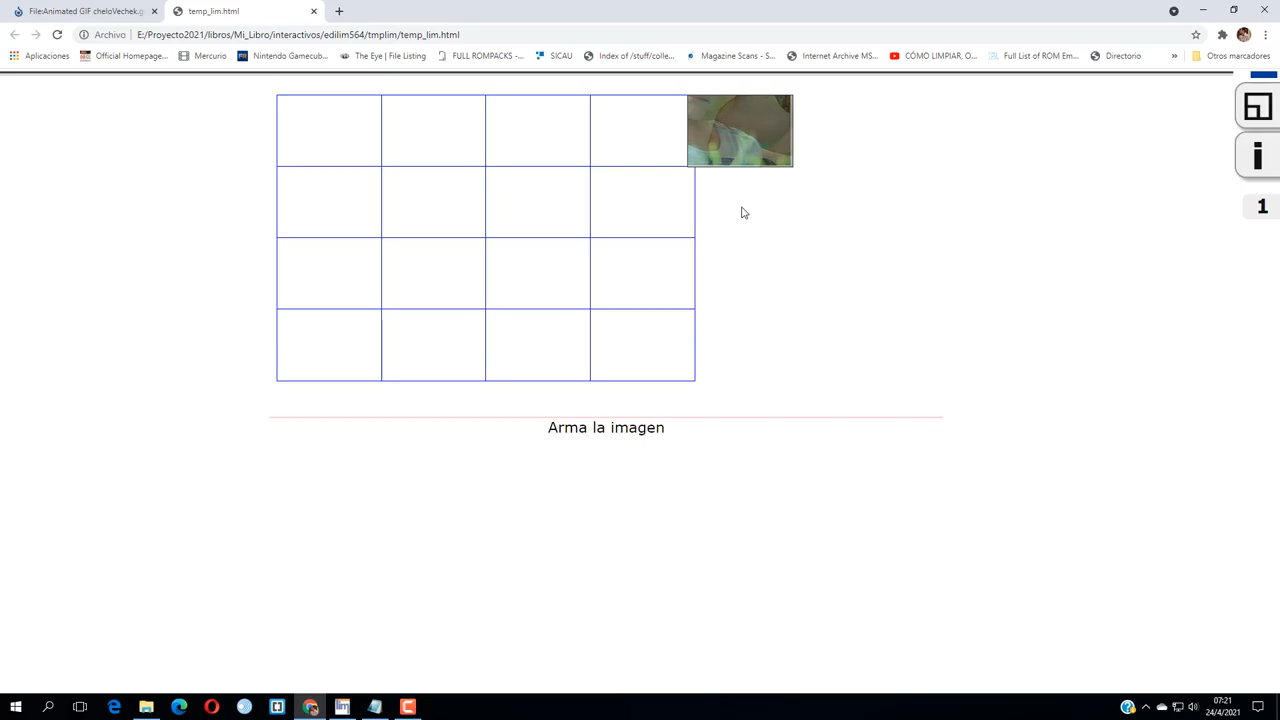 FileAnimated GIF cheloVechek.g
temp_lim.html
Archivo
E:/Proyecto2021/libros/Mi_Libro/interactivos/edilim564/tmplim/temp_lim.html
Aplicaciones
Official Homepage...
Mercurio
Nintendo Gamecub...
The Eye | File Listing
FULL ROMPACKS -...
SICAU
Index of /stuff/colle...
Magazine Scans - S...
Internet Archive MS...
CÓMO LIMPIAR, O...
Full List of ROM Em...
Directorio
»
Otros marcadores
i
1
Arma la imagen
lim
07:21
24/4/2021